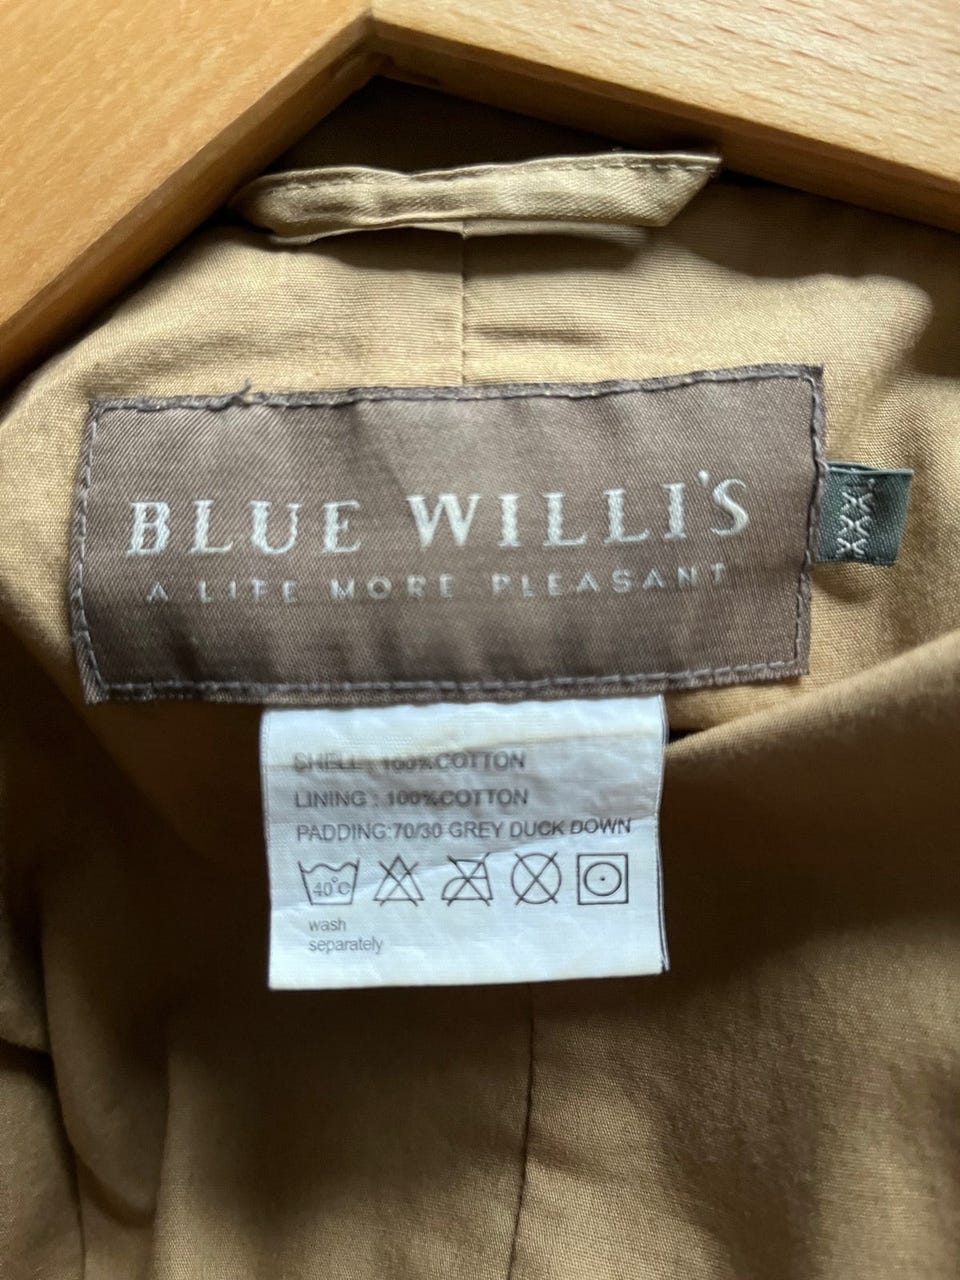 BLUE WILLI'S
A LIFE MORE PLEASANT
XXL
SHELL : 100%COTTON
LINING : 100%COTTON
PADDING:70/30 GREY DUCK DOWN
40°C
wash
separately